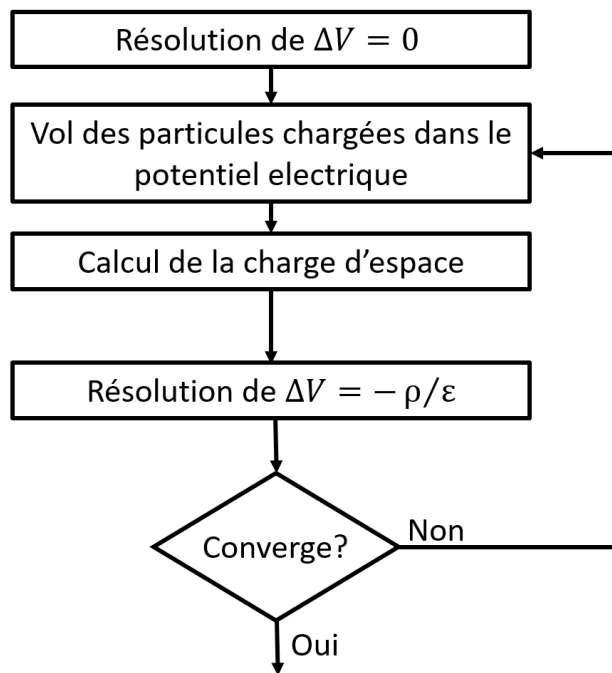 Résolution de ΔV = 0
Vol des particules chargées dans le
potentiel electrique
Calcul de la charge d’espace
Résolution de ΔV = − ρ/ε
Converge?
Non
Oui